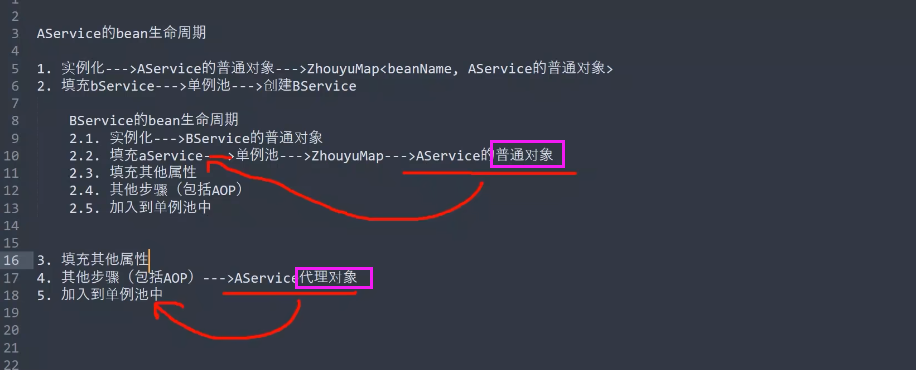 AService的bean生命周期
1. 实例化--->AService的普通对象--->ZhouyuMap<beanName, AService的普通对象>
2. 填充bService--->单例池--->创建BService
BService的bean生命周期
2.1. 实例化--->BService的普通对象
2.2. 填充aService--->单例池--->ZhouyuMap--->AService的普通对象
2.3. 填充其他属性
2.4. 其他步骤（包括AOP）
2.5. 加入到单例池中
3. 填充其他属性
4. 其他步骤（包括AOP）--->AService代理对象
5. 加入到单例池中